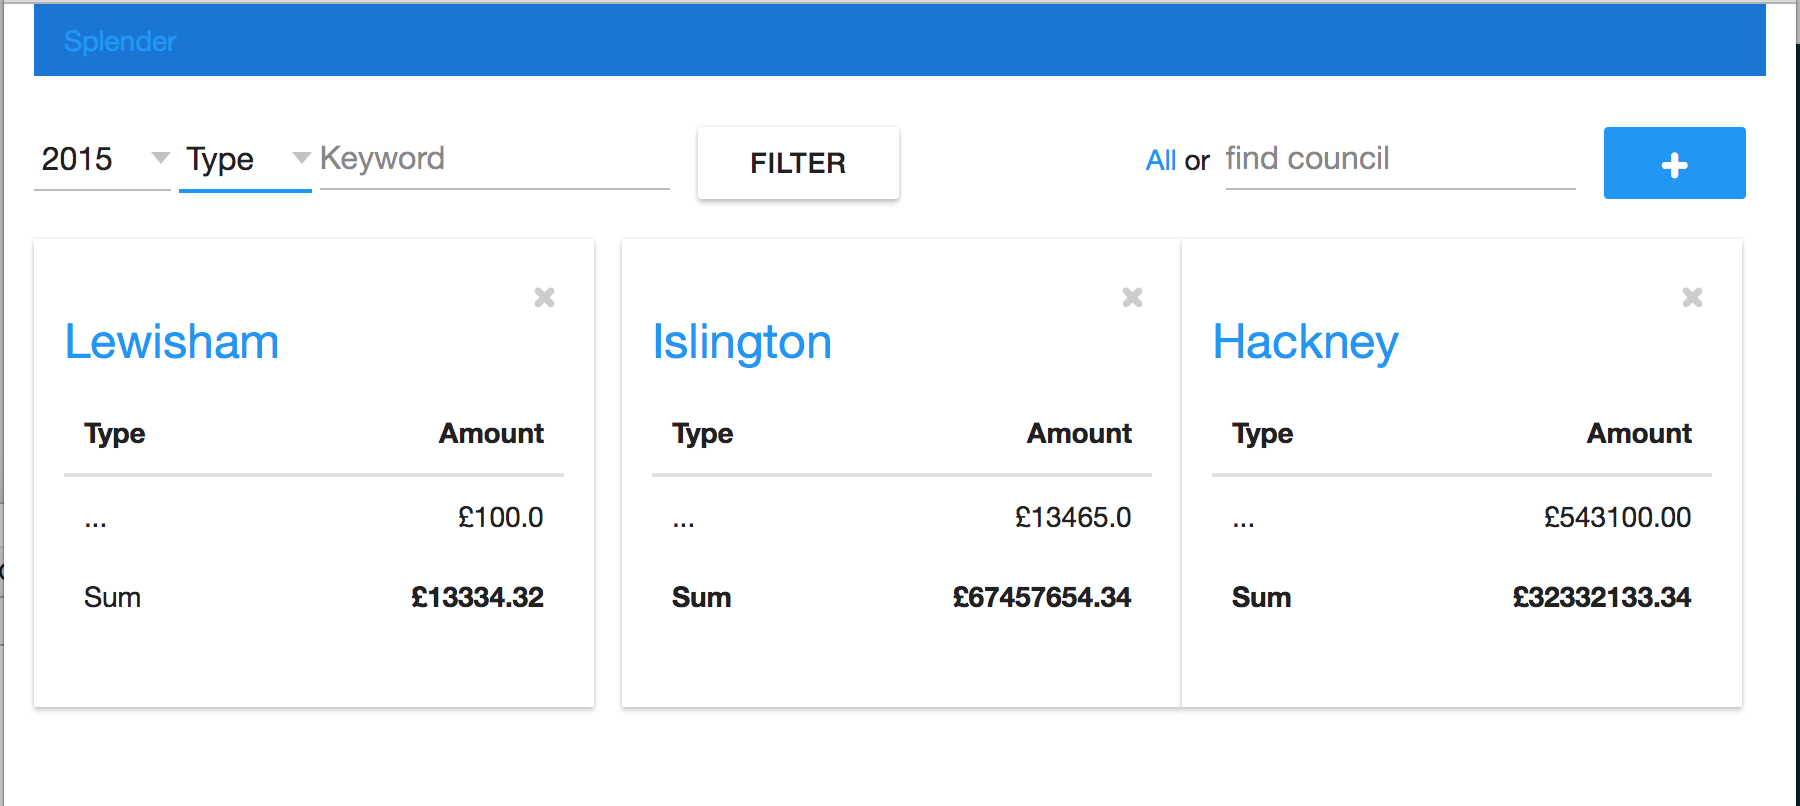 Splender
2015 Type Keyword FILTER All or find council +
Lewisham
Type Amount
... £100.0
Sum £13334.32
Islington
Type Amount
... £13465.0
Sum £67457654.34
Hackney
Type Amount
... £543100.00
Sum £32332133.34